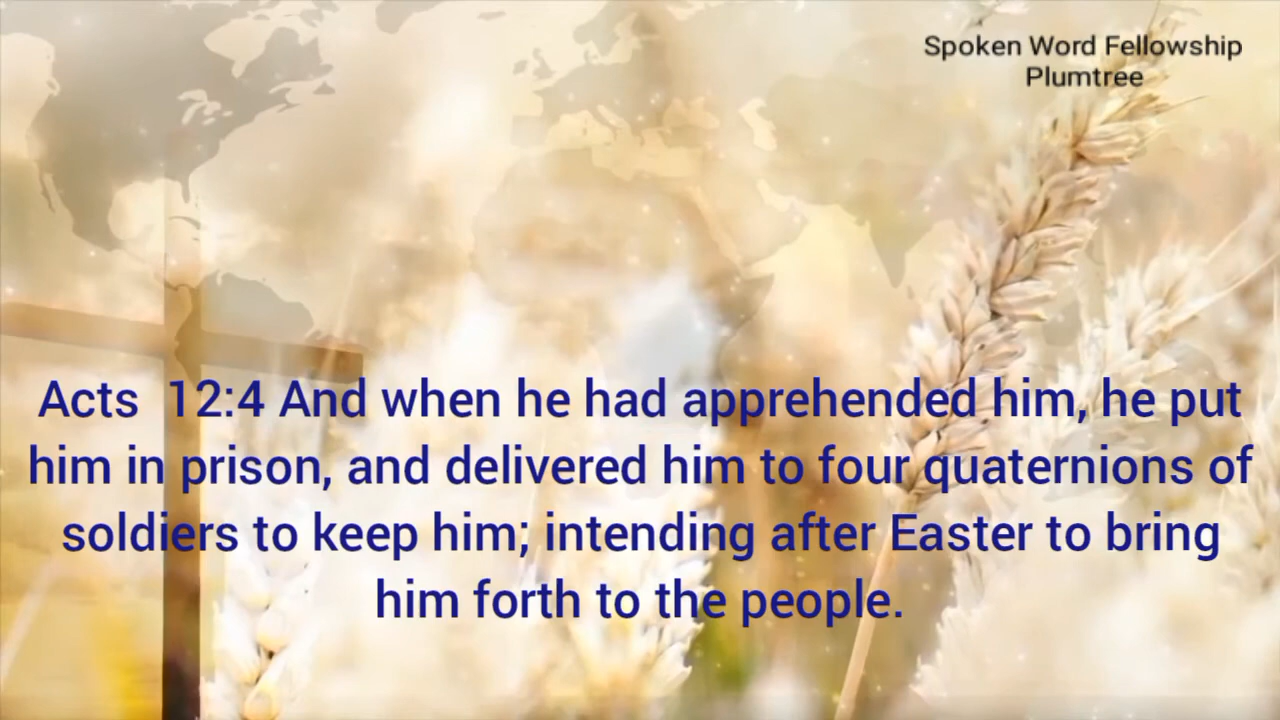 Spoken Word Fellowship
Plumtree
Acts  12:4 And when he had apprehended him, he put
him in prison, and delivered him to four quaternions of
soldiers to keep him; intending after Easter to bring
him forth to the people.